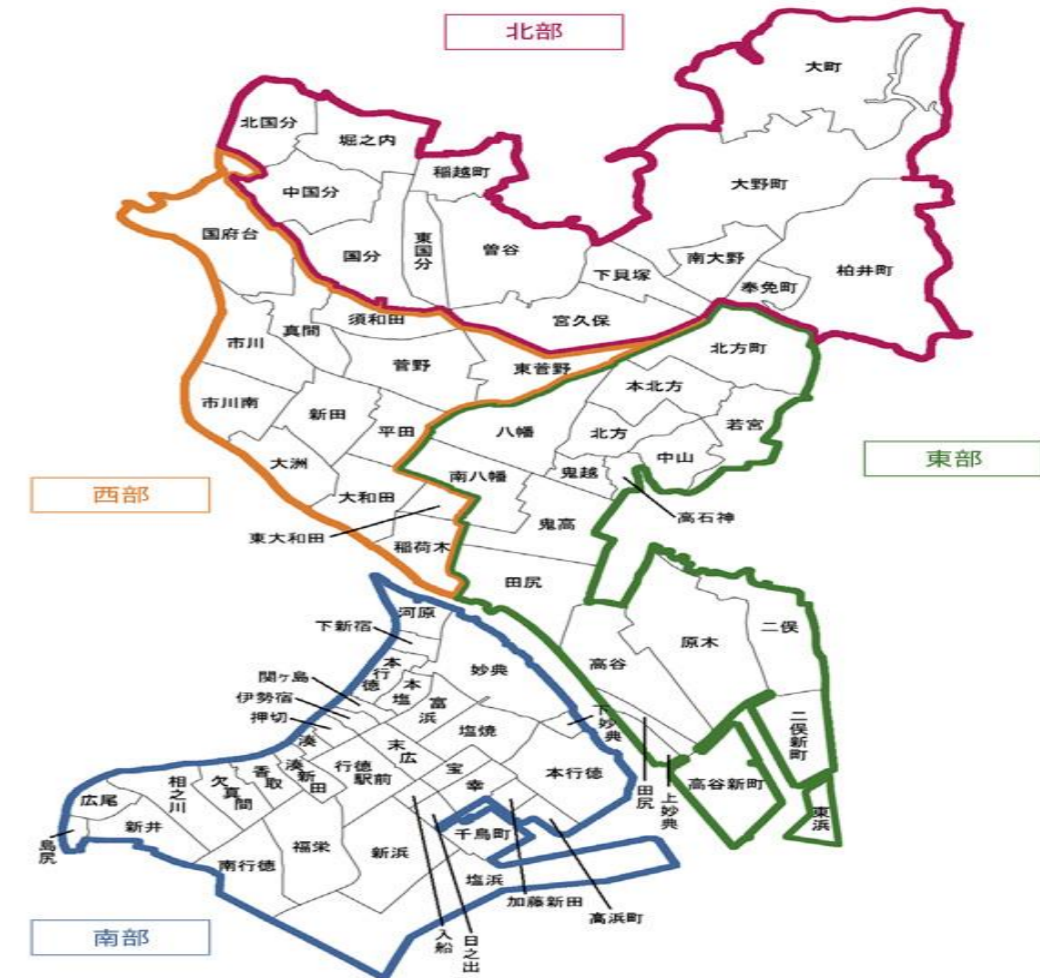 北部
大町
北国分
堀之内
稲越町
大野町
中国分
国府台
国分
東国分
曽谷
南大野
下貝塚
奉免町
柏井町
宮久保
須和田
真間
市川
菅野
東菅野
北方町
本北方
市川南
新田
平田
八幡
北方
若宮
中山
大洲
南八幡
鬼越
東部
西部
大和田
高石神
東大和田
鬼高
稲荷木
田尻
河原
下新宿
二俣
原木
高谷
本行徳
妙典
関ヶ島
本塩
伊勢宿
富浜
押切
下妙典
塩焼
湊
末広
二俣新町
湊新田
行徳駅前
宝
本行徳
香取
欠真間
相之川
幸
田尻
上妙典
高谷新町
広尾
東浜
新井
千鳥町
島尻
福栄
新浜
南行徳
塩浜
加藤新田
高浜町
南部
入船
日之出